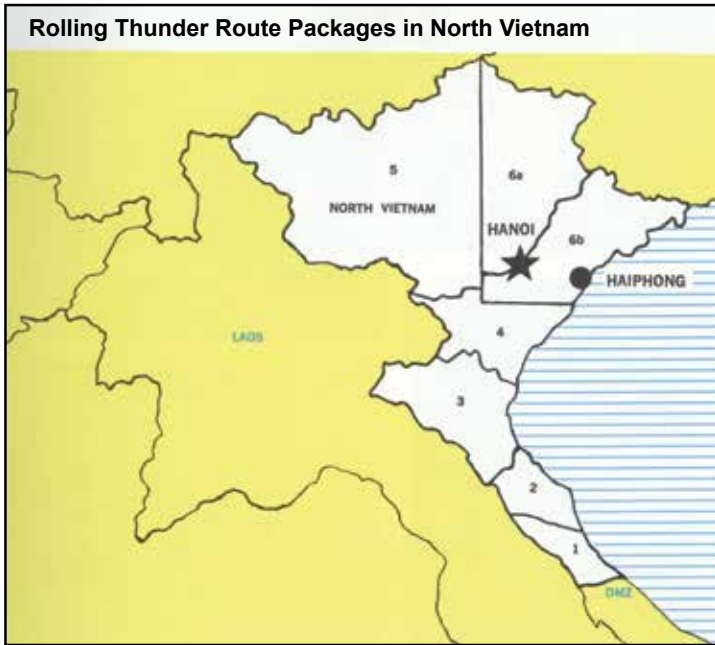 Rolling Thunder Route Packages in North Vietnam
5
6a
NORTH VIETNAM
HANOI
6b
HAIPHONG
4
LAOS
3
2
1
DMZ